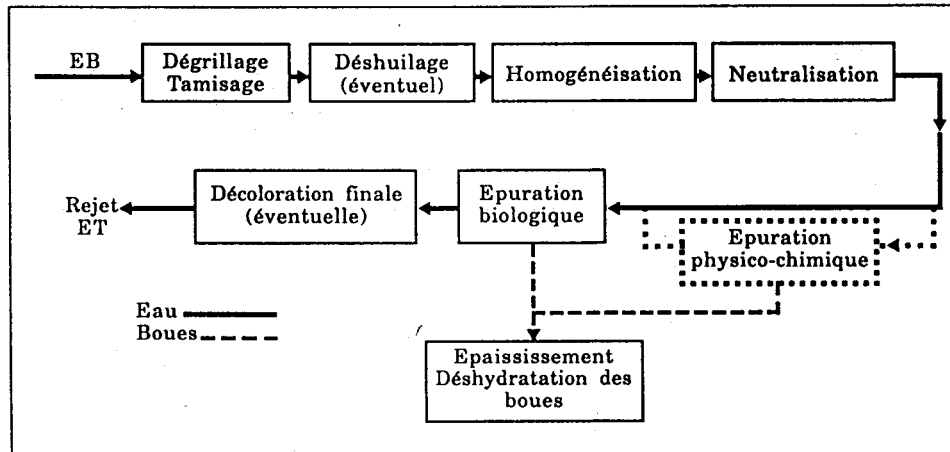 EB
Dégrillage
Tamisage
Déshuilage
(éventuel)
Homogénéisation
Neutralisation
Rejet
ET
Décoloration finale
(éventuelle)
Epuration
biologique
Epuration
physico-chimique
Eau
Boues
Epaississement
Déshydratation des
boues